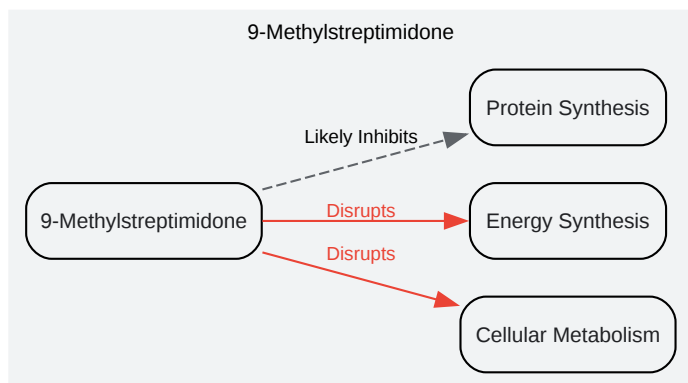 9-Methylstreptimidone
Protein Synthesis
Likely Inhibits
9-Methylstreptimidone
Disrupts
Energy Synthesis
Disrupts
Cellular Metabolism